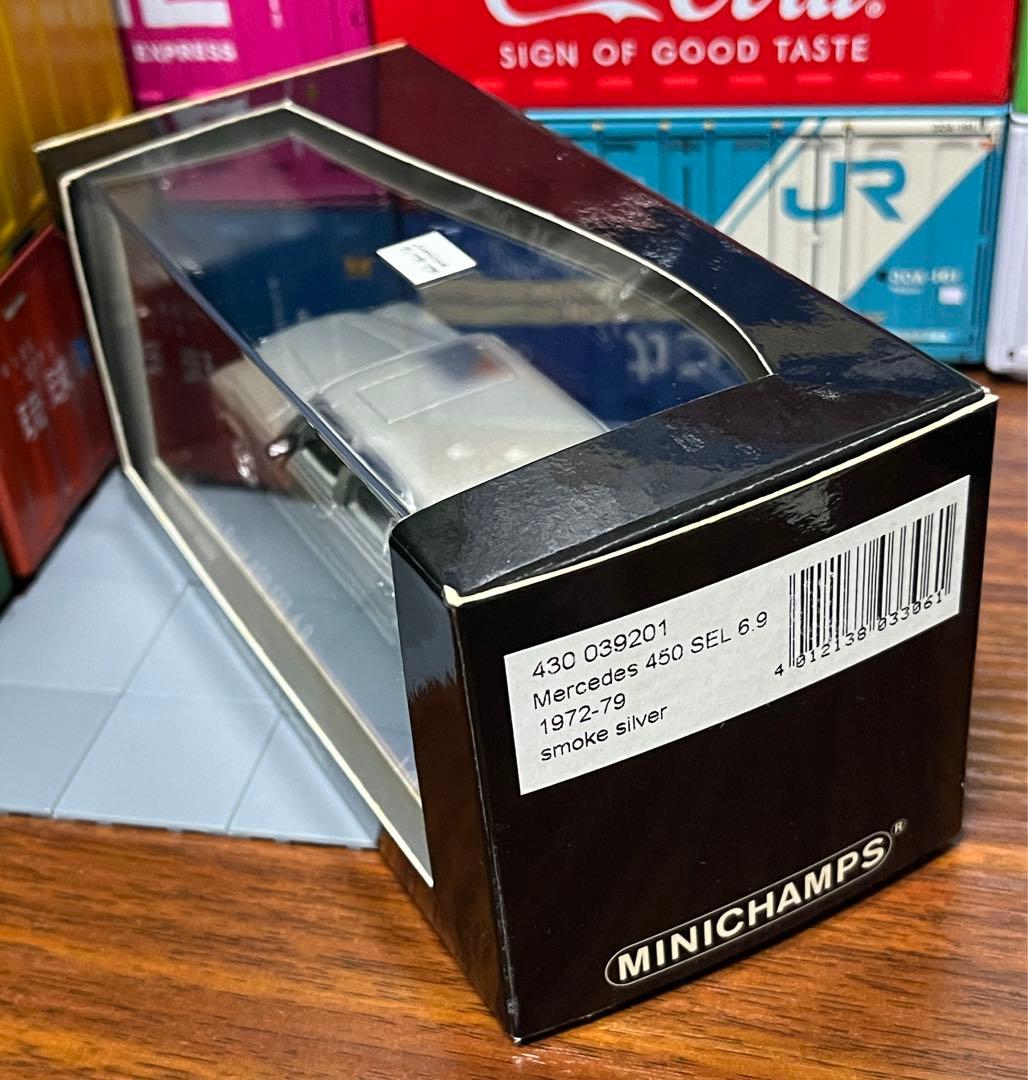 EXPRESS
SIGN OF GOOD TASTE
JR
430 039201
Mercedes 450 SEL 6.9
1972-79
smoke silver
4 012138 033061
MINICHAMPS®